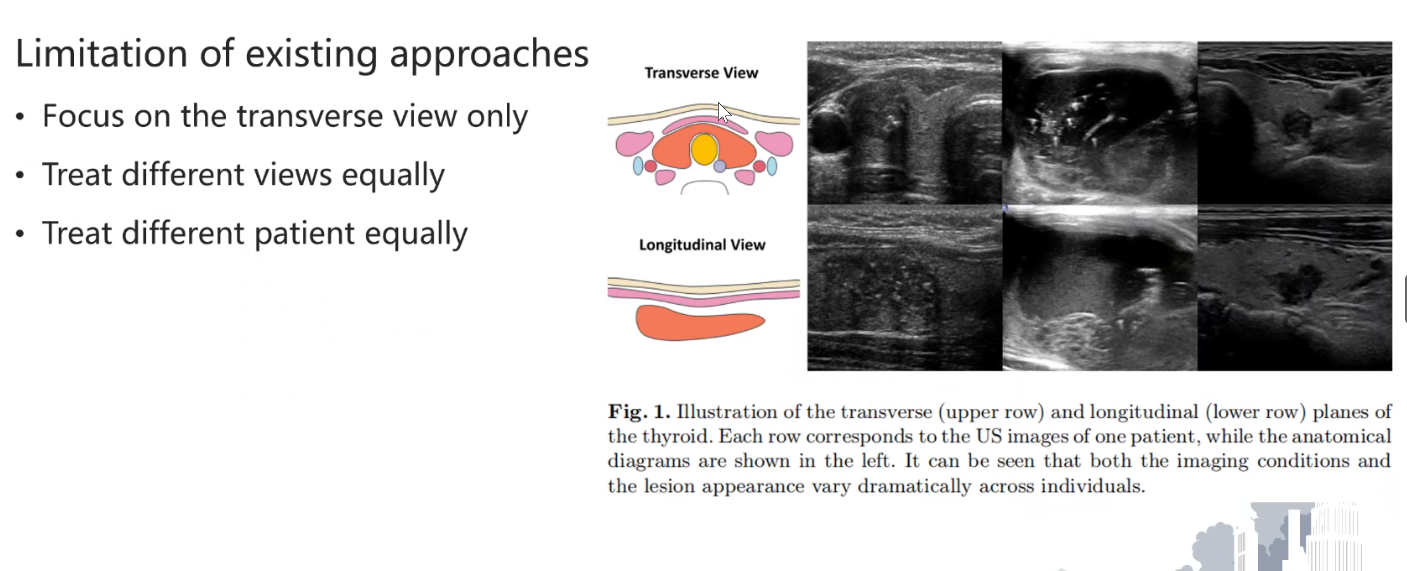 Limitation of existing approaches
• Focus on the transverse view only
• Treat different views equally
• Treat different patient equally
Transverse View
Longitudinal View
Fig. 1. Illustration of the transverse (upper row) and longitudinal (lower row) planes of
the thyroid. Each row corresponds to the US images of one patient, while the anatomical
diagrams are shown in the left. It can be seen that both the imaging conditions and
the lesion appearance vary dramatically across individuals.